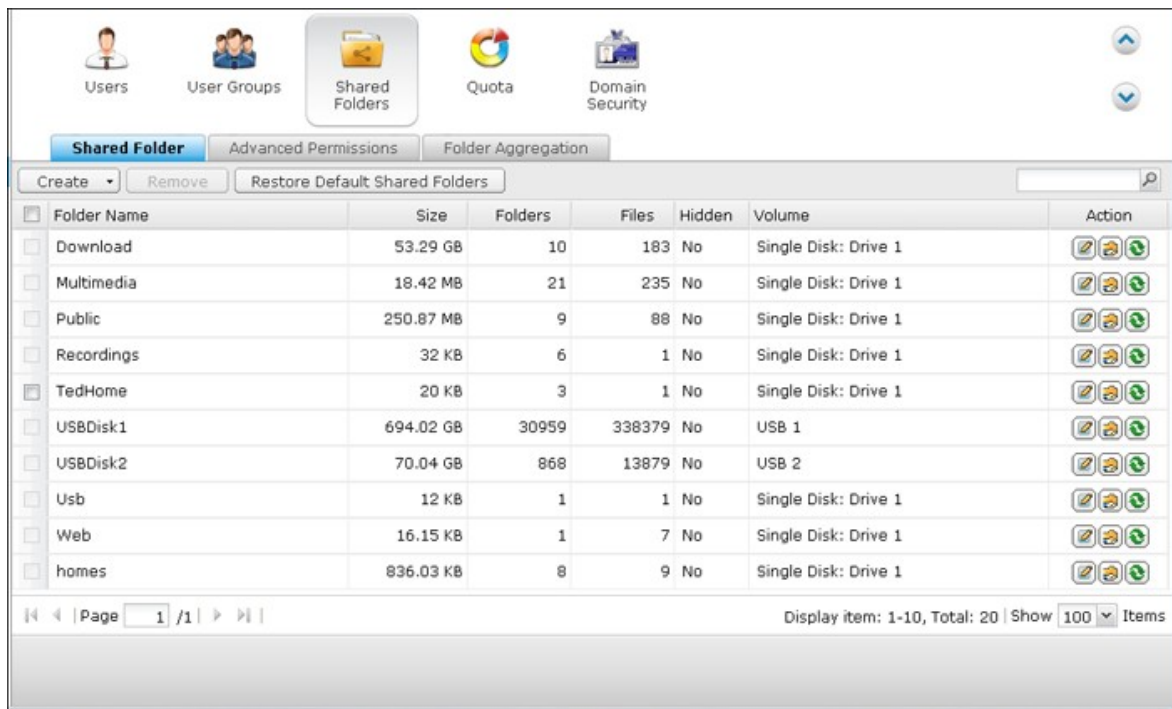 Users User Groups Shared Folders Quota Domain Security
Shared Folder Advanced Permissions Folder Aggregation
Create Remove Restore Default Shared Folders
Folder Name Size Folders Files Hidden Volume Action
Download 53.29 GB 10 183 No Single Disk: Drive 1
Multimedia 18.42 MB 21 235 No Single Disk: Drive 1
Public 250.87 MB 9 88 No Single Disk: Drive 1
Recordings 32 KB 6 1 No Single Disk: Drive 1
TedHome 20 KB 3 1 No Single Disk: Drive 1
USBDisk1 694.02 GB 30959 338379 No USB 1
USBDisk2 70.04 GB 868 13879 No USB 2
Usb 12 KB 1 1 No Single Disk: Drive 1
Web 16.15 KB 1 7 No Single Disk: Drive 1
homes 836.03 KB 8 9 No Single Disk: Drive 1
Page 1 /1 Display item: 1-10, Total: 20 Show 100 Items